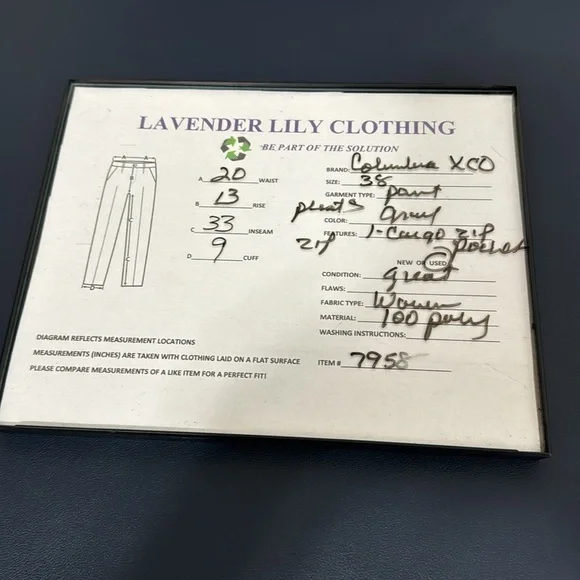 LAVENDER LILY CLOTHING
BE PART OF THE SOLUTION
A 20 WAIST
B 13 RISE
C 33 INSEAM
D 9 CUFF
BRAND: Columbia XCO
SIZE: 38
GARMENT TYPE: pant
pleats
COLOR: Grey
zip
FEATURES: 1-Cargo zip
pocket
NEW OR USED
CONDITION: great
FLAWS:
FABRIC TYPE: Woven
MATERIAL: 100 poly
WASHING INSTRUCTIONS:
ITEM # 7958
DIAGRAM REFLECTS MEASUREMENT LOCATIONS
MEASUREMENTS (INCHES) ARE TAKEN WITH CLOTHING LAID ON A FLAT SURFACE
PLEASE COMPARE MEASUREMENTS OF A LIKE ITEM FOR A PERFECT FIT!